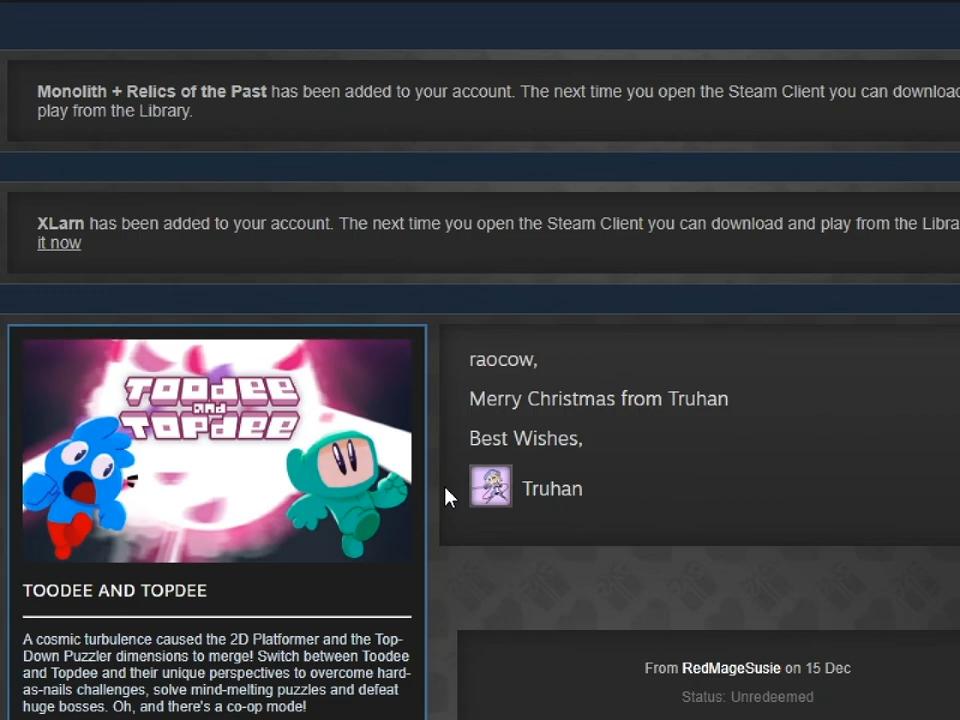 Monolith + Relics of the Past has been added to your account. The next time you open the Steam Client you can download
play from the Library.
XLarn has been added to your account. The next time you open the Steam Client you can download and play from the Libra
it now
raocow,
Merry Christmas from Truhan
Best Wishes,
Truhan
TOODEE
and
TOPDEE
TOODEE AND TOPDEE
A cosmic turbulence caused the 2D Platformer and the Top-
Down Puzzler dimensions to merge! Switch between Toodee
and Topdee and their unique perspectives to overcome hard-
as-nails challenges, solve mind-melting puzzles and defeat
huge bosses. Oh, and there's a co-op mode!
From RedMageSusie on 15 Dec
Status: Unredeemed